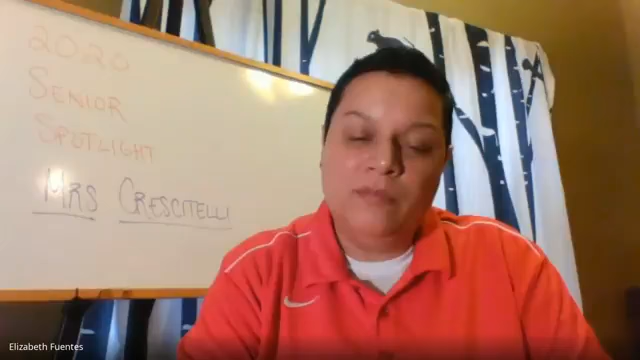 2020
SENIOR
SPOTLIGHT
MRS CRESCITELLI
Elizabeth Fuentes